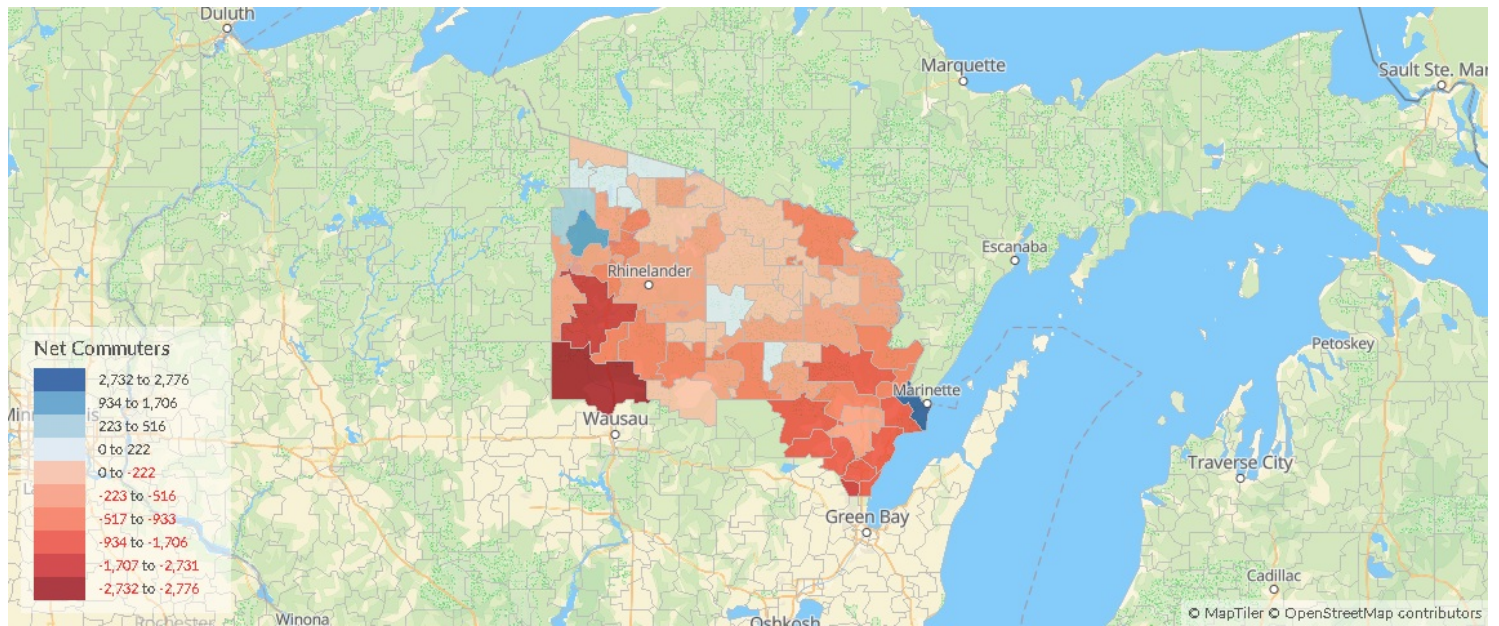 Duluth
Marquette
Sault Ste. Mar
Escanaba
Rhinelander
Petoskey
Net Commuters
2,732 to 2,776
934 to 1,706
223 to 516
0 to 222
0 to -222
-223 to -516
-517 to -933
-934 to -1,706
-1,707 to -2,731
-2,732 to -2,776
Marinette
Wausau
Traverse City
Green Bay
Cadillac
Rochester
Winona
Oshkosh
© MapTiler © OpenStreetMap contributors